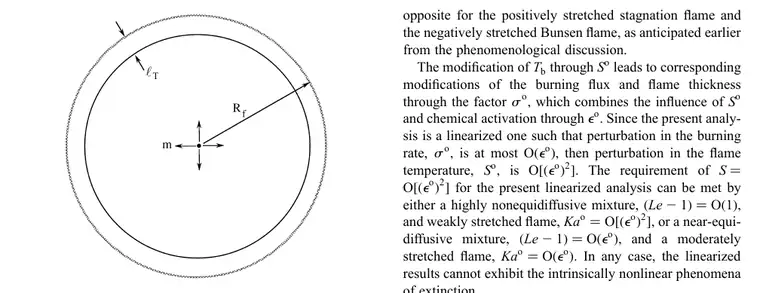 ℓT
Rf
m
opposite for the positively stretched stagnation flame and
the negatively stretched Bunsen flame, as anticipated earlier
from the phenomenological discussion.
The modification of Tb through So leads to corresponding
modifications of the burning flux and flame thickness
through the factor σo, which combines the influence of So
and chemical activation through ϵo. Since the present analy-
sis is a linearized one such that perturbation in the burning
rate, σo, is at most O(ϵo), then perturbation in the flame
temperature, So, is O[(ϵo)2]. The requirement of S =
O[(ϵo)2] for the present linearized analysis can be met by
either a highly nonequidiffusive mixture, (Le − 1) = O(1),
and weakly stretched flame, Kao = O[(ϵo)2], or a near-equi-
diffusive mixture, (Le − 1) = O(ϵo), and a moderately
stretched flame, Kao = O(ϵo). In any case, the linearized
results cannot exhibit the intrinsically nonlinear phenomena
of extinction.